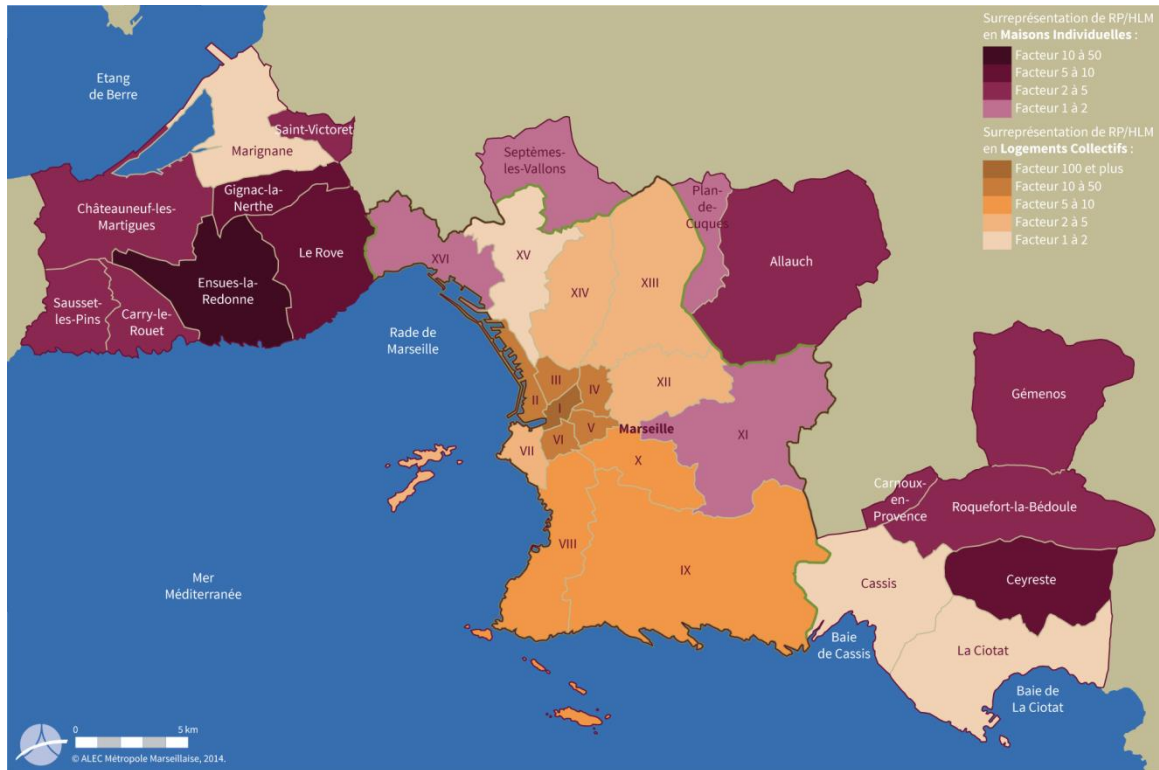 Surreprésentation de RP/HLM
en Maisons Individuelles :
Facteur 10 à 50
Facteur 5 à 10
Facteur 2 à 5
Facteur 1 à 2
Surreprésentation de RP/HLM
en Logements Collectifs :
Facteur 100 et plus
Facteur 10 à 50
Facteur 5 à 10
Facteur 2 à 5
Facteur 1 à 2
Etang
de Berre
Saint-Victoret
Marignane
Septèmes-
les-Vallons
Plan-
de-
Cuques
Gignac-la-
Nerthe
Châteauneuf-les-
Martigues
Le Rove
XVI
XV
XIV
XIII
Allauch
Ensues-la-
Redonne
Sausset-
les-Pins
Carry-le-
Rouet
Rade de
Marseille
III
IV
II
I
XII
V
VI
VII
Marseille
XI
X
Gémenos
Carnoux-
en-
Provence
Roquefort-la-Bédoule
VIII
IX
Mer
Méditerranée
Cassis
Ceyreste
Baie
de Cassis
La Ciotat
Baie de
La Ciotat
0
5 km
© ALEC Métropole Marseillaise, 2014.